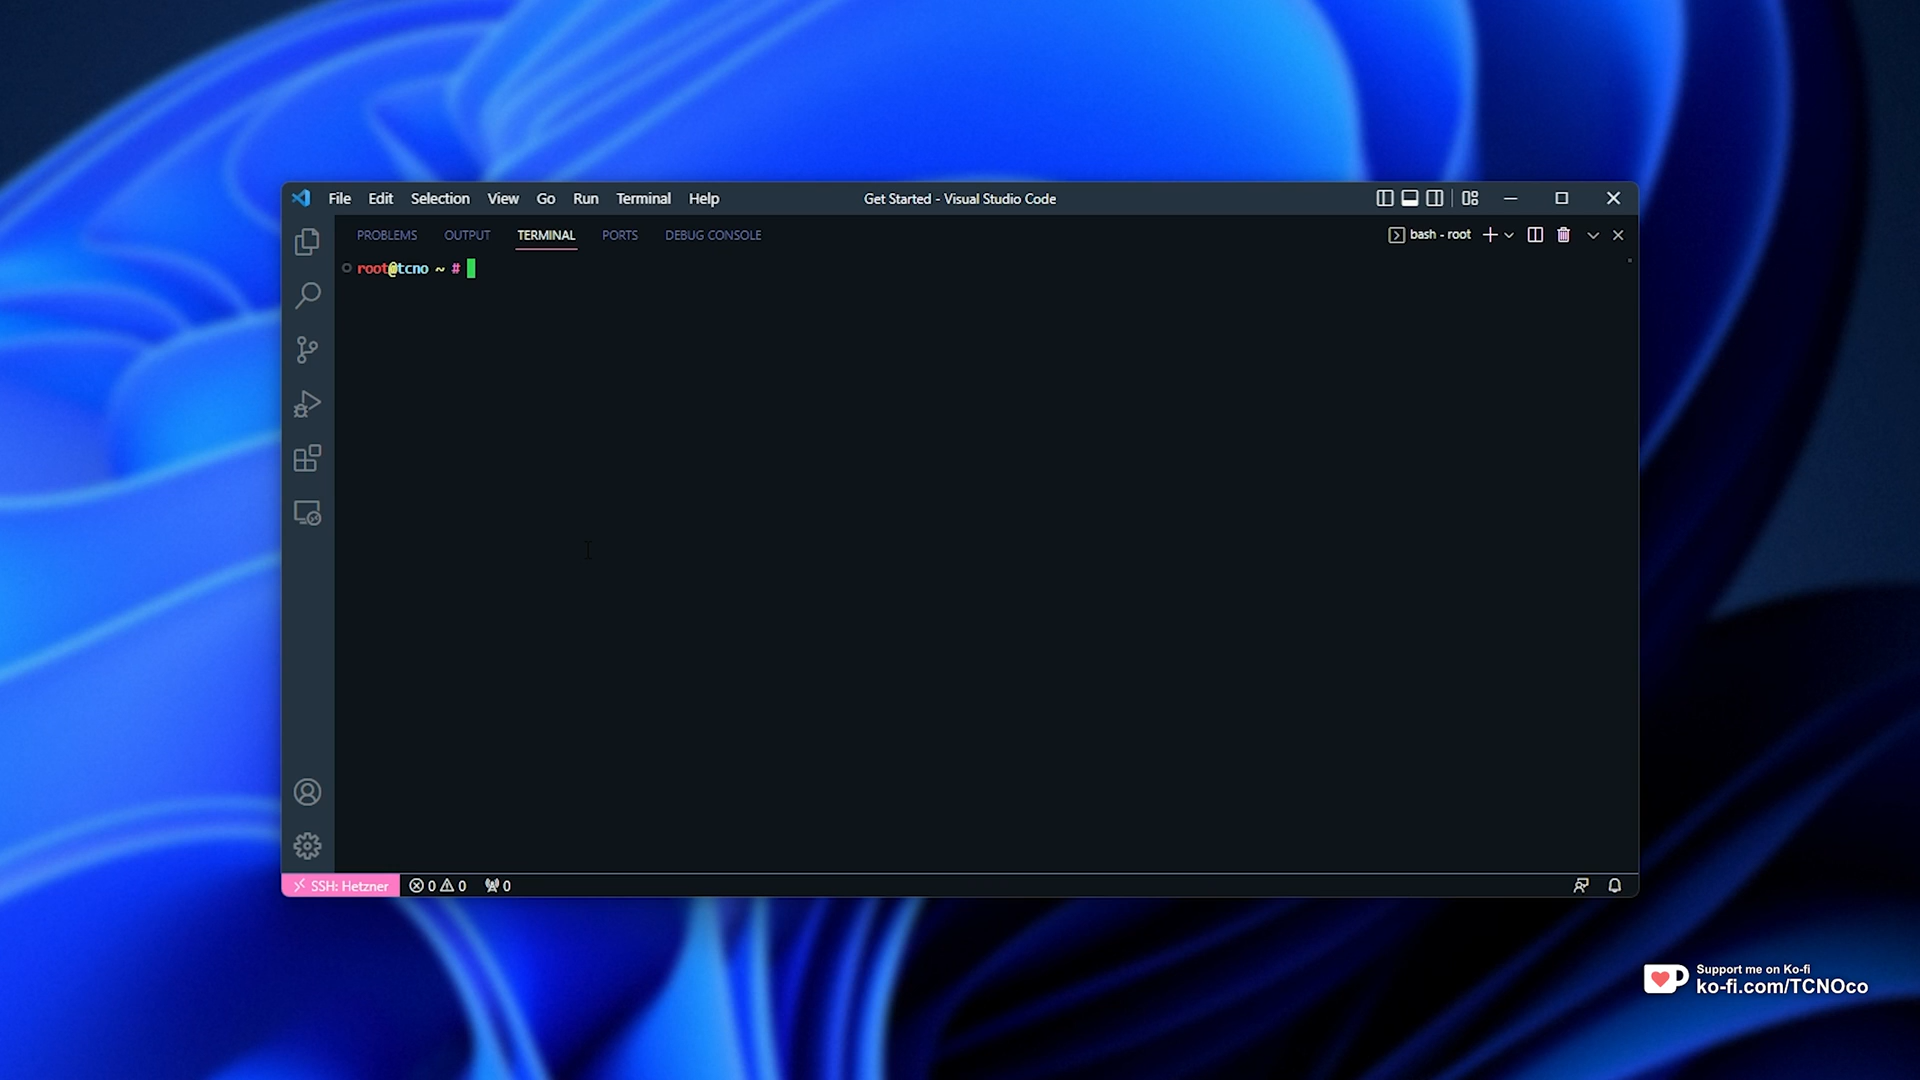 File Edit Selection View Go Run Terminal Help Get Started - Visual Studio Code
PROBLEMS OUTPUT TERMINAL PORTS DEBUG CONSOLE bash - root
root@tcno ~ #
SSH: Hetzner 0 0 0
Support me on Ko-fi
ko-fi.com/TCNOco